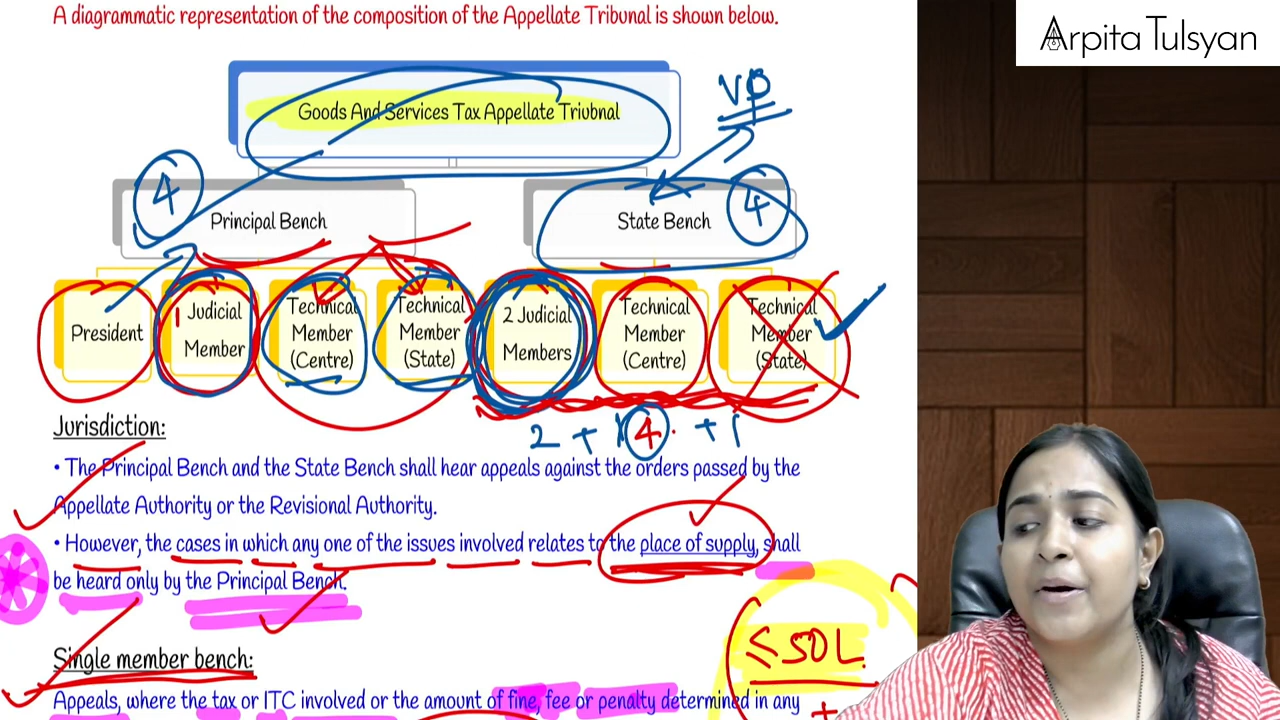 A diagrammatic representation of the composition of the Appellate Tribunal is shown below.
Arpita Tulsyan
Goods And Services Tax Appellate Triubnal
VP
4
Principal Bench
State Bench
4
President
1 Judicial
Member
Technical
Member
(Centre)
Technical
Member
(State)
2 Judicial
Members
Technical
Member
(Centre)
Technical
Member
(State)
2 + 1 4 + 1
Jurisdiction:
• The Principal Bench and the State Bench shall hear appeals against the orders passed by the
Appellate Authority or the Revisional Authority.
• However, the cases in which any one of the issues involved relates to the place of supply, shall
be heard only by the Principal Bench.
≤ 50L
Single member bench:
Appeals, where the tax or ITC involved or the amount of fine, fee or penalty determined in any
+